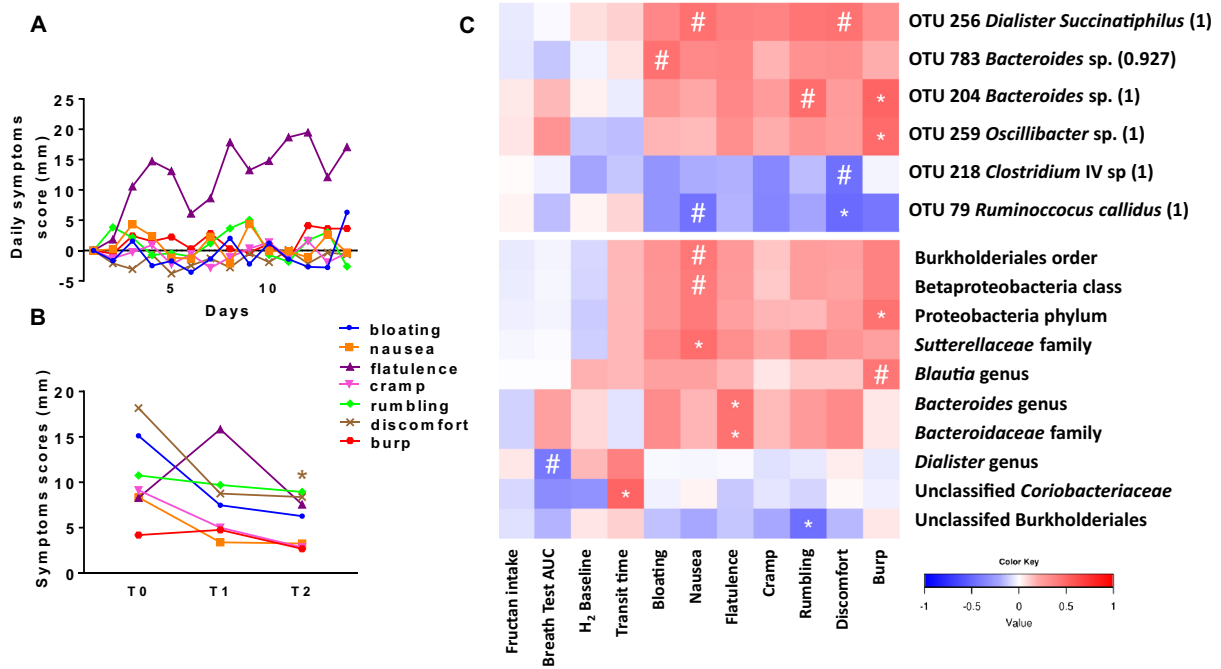 A
Daily symptoms
score (mm)
25
20
15
10
5
0
-5
5
10
Days
B
Symptoms scores (mm)
20
15
10
5
0
T0
T1
T2
*
bloating
nausea
flatulence
cramp
rumbling
discomfort
burp
C
# # OTU 256 Dialister Succinatiphilus (1)
# OTU 783 Bacteroides sp. (0.927)
# * OTU 204 Bacteroides sp. (1)
* OTU 259 Oscillibacter sp. (1)
# OTU 218 Clostridium IV sp (1)
# * OTU 79 Ruminoccocus callidus (1)
# Burkholderiales order
# Betaproteobacteria class
* Proteobacteria phylum
* Sutterellaceae family
# Blautia genus
* Bacteroides genus
* Bacteroidaceae family
# Dialister genus
* Unclassified Coriobacteriaceae
* Unclassifed Burkholderiales
Fructan intake
Breath Test AUC
H2 Baseline
Transit time
Bloating
Nausea
Flatulence
Cramp
Rumbling
Discomfort
Burp
Color Key
-1 -0.5 0 0.5 1
Value